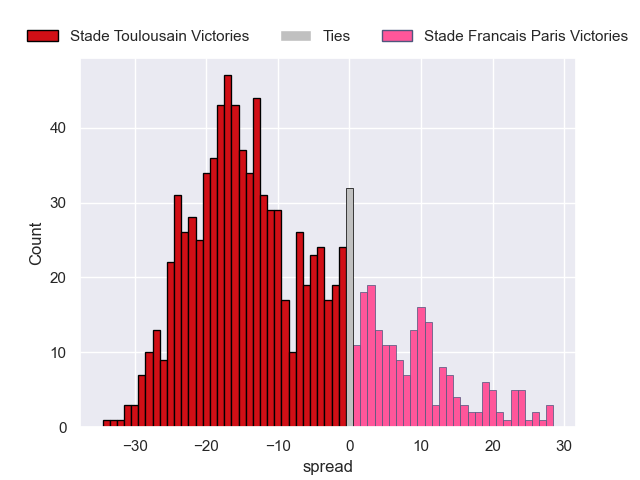 Stade Toulousain Victories Ties Stade Francais Paris Victories
40
30
20
10
0
Count
−30 −20 −10 0 10 20 30
spread